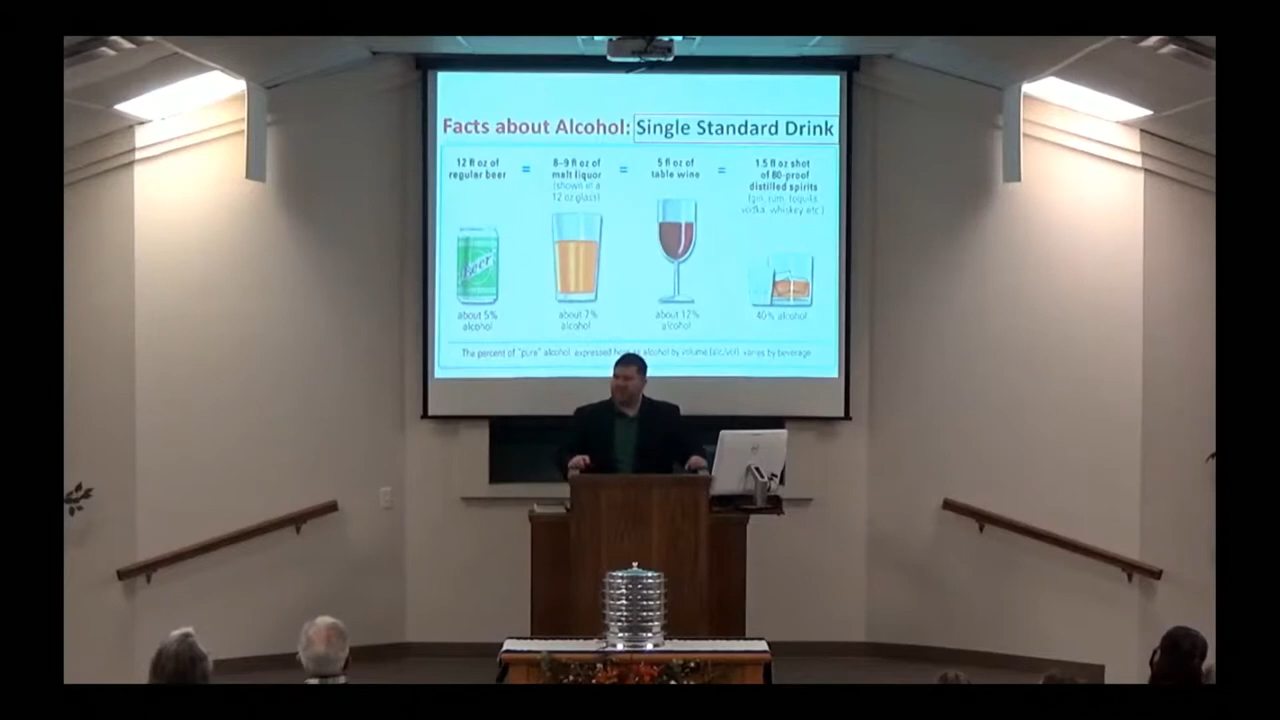 Facts about Alcohol: Single Standard Drink
12 fl oz of
regular beer
=
8–9 fl oz of
malt liquor
(shown in a
12 oz glass)
=
5 fl oz of
table wine
=
1.5 fl oz shot
of 80-proof
distilled spirits
(gin, rum, tequila,
vodka, whiskey, etc.)
Beer
about 5%
alcohol
about 7%
alcohol
about 12%
alcohol
40% alcohol
The percent of "pure" alcohol, expressed here as alcohol by volume (alc/vol), varies by beverage.